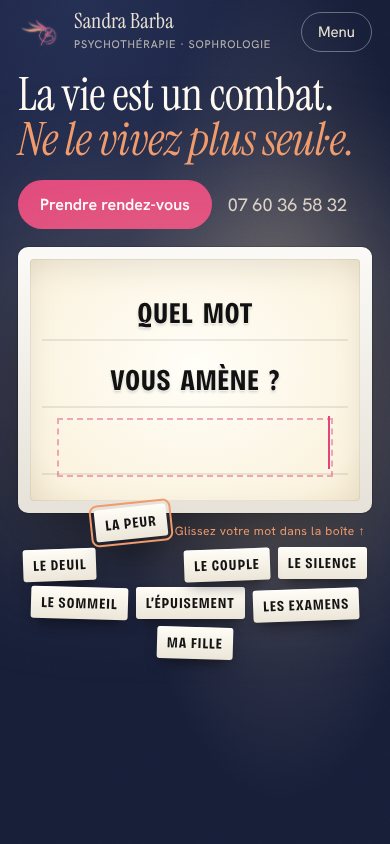 Sandra Barba
PSYCHOTHÉRAPIE · SOPHROLOGIE
Menu
La vie est un combat.
Ne le vivez plus seul·e.
Prendre rendez-vous
07 60 36 58 32
QUEL MOT
VOUS AMÈNE ?
LA PEUR
Glissez votre mot dans la boîte ↑
LE DEUIL
LE COUPLE
LE SILENCE
LE SOMMEIL
L'ÉPUISEMENT
LES EXAMENS
MA FILLE